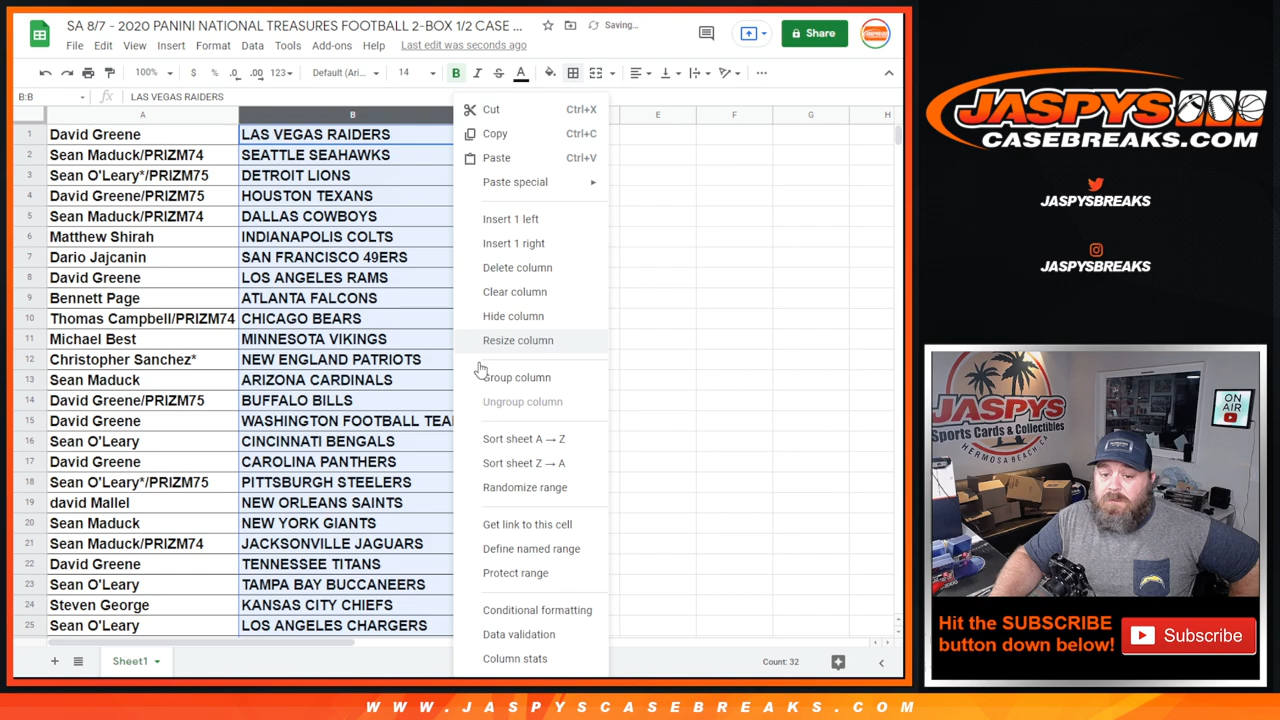 SA 8/7 - 2020 PANINI NATIONAL TREASURES FOOTBALL 2-BOX 1/2 CASE ...
Saving...
Share
File Edit View Insert Format Data Tools Add-ons Help Last edit was seconds ago
100% $ % .0 .00 123 Default (Ari... 14 B I S A
B:B fx LAS VEGAS RAIDERS
A B E F G H
1 David Greene LAS VEGAS RAIDERS
2 Sean Maduck/PRIZM74 SEATTLE SEAHAWKS
3 Sean O'Leary*/PRIZM75 DETROIT LIONS
4 David Greene/PRIZM75 HOUSTON TEXANS
5 Sean Maduck/PRIZM74 DALLAS COWBOYS
6 Matthew Shirah INDIANAPOLIS COLTS
7 Dario Jajcanin SAN FRANCISCO 49ERS
8 David Greene LOS ANGELES RAMS
9 Bennett Page ATLANTA FALCONS
10 Thomas Campbell/PRIZM74 CHICAGO BEARS
11 Michael Best MINNESOTA VIKINGS
12 Christopher Sanchez* NEW ENGLAND PATRIOTS
13 Sean Maduck ARIZONA CARDINALS
14 David Greene/PRIZM74 BUFFALO BILLS
15 David Greene WASHINGTON FOOTBALL TEA
16 Sean O'Leary CINCINNATI BENGALS
17 David Greene CAROLINA PANTHERS
18 Sean O'Leary*/PRIZM75 PITTSBURGH STEELERS
19 david Mallel NEW ORLEANS SAINTS
20 Sean Maduck NEW YORK GIANTS
21 Sean Maduck/PRIZM74 JACKSONVILLE JAGUARS
22 David Greene TENNESSEE TITANS
23 Sean O'Leary TAMPA BAY BUCCANEERS
24 Steven George KANSAS CITY CHIEFS
25 Sean O'Leary LOS ANGELES CHARGERS
Cut Ctrl+X
Copy Ctrl+C
Paste Ctrl+V
Paste special
Insert 1 left
Insert 1 right
Delete column
Clear column
Hide column
Resize column
Group column
Ungroup column
Sort sheet A → Z
Sort sheet Z → A
Randomize range
Get link to this cell
Define named range
Protect range
Conditional formatting
Data validation
Column stats
Sheet1
Count: 32
JASPYS
CASEBREAKS.COM
JASPYSBREAKS
JASPYSBREAKS
JASPYS
Sports Cards & Collectibles
HERMOSA BEACH, CA
ON
AIR
Hit the SUBSCRIBE
button down below!
Subscribe
WWW.JASPYSCASEBREAKS.COM